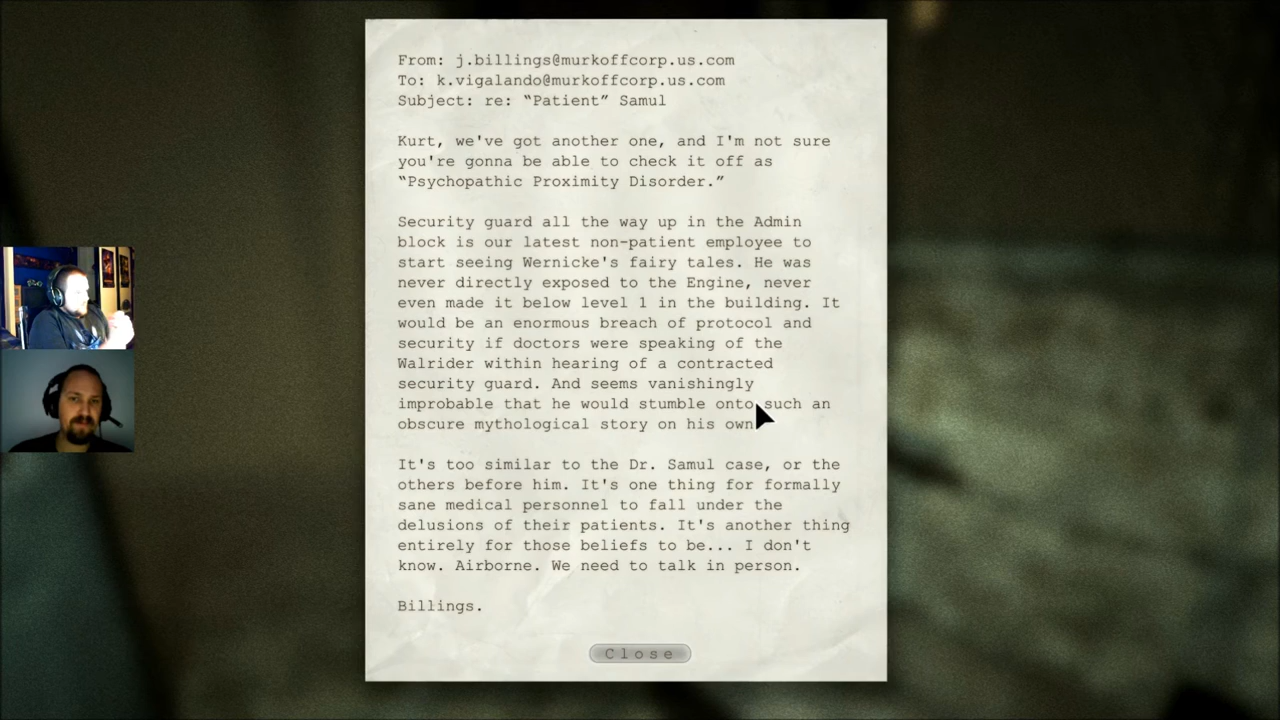 From: j.billings@murkoffcorp.us.com
To: k.vigalando@murkoffcorp.us.com
Subject: re: “Patient” Samul
Kurt, we've got another one, and I'm not sure
you're gonna be able to check it off as
“Psychopathic Proximity Disorder.”
Security guard all the way up in the Admin
block is our latest non-patient employee to
start seeing Wernicke's fairy tales. He was
never directly exposed to the Engine, never
even made it below level 1 in the building. It
would be an enormous breach of protocol and
security if doctors were speaking of the
Walrider within hearing of a contracted
security guard. And seems vanishingly
improbable that he would stumble onto such an
obscure mythological story on his own
It's too similar to the Dr. Samul case, or the
others before him. It's one thing for formally
sane medical personnel to fall under the
delusions of their patients. It's another thing
entirely for those beliefs to be... I don't
know. Airborne. We need to talk in person.
Billings.
Close